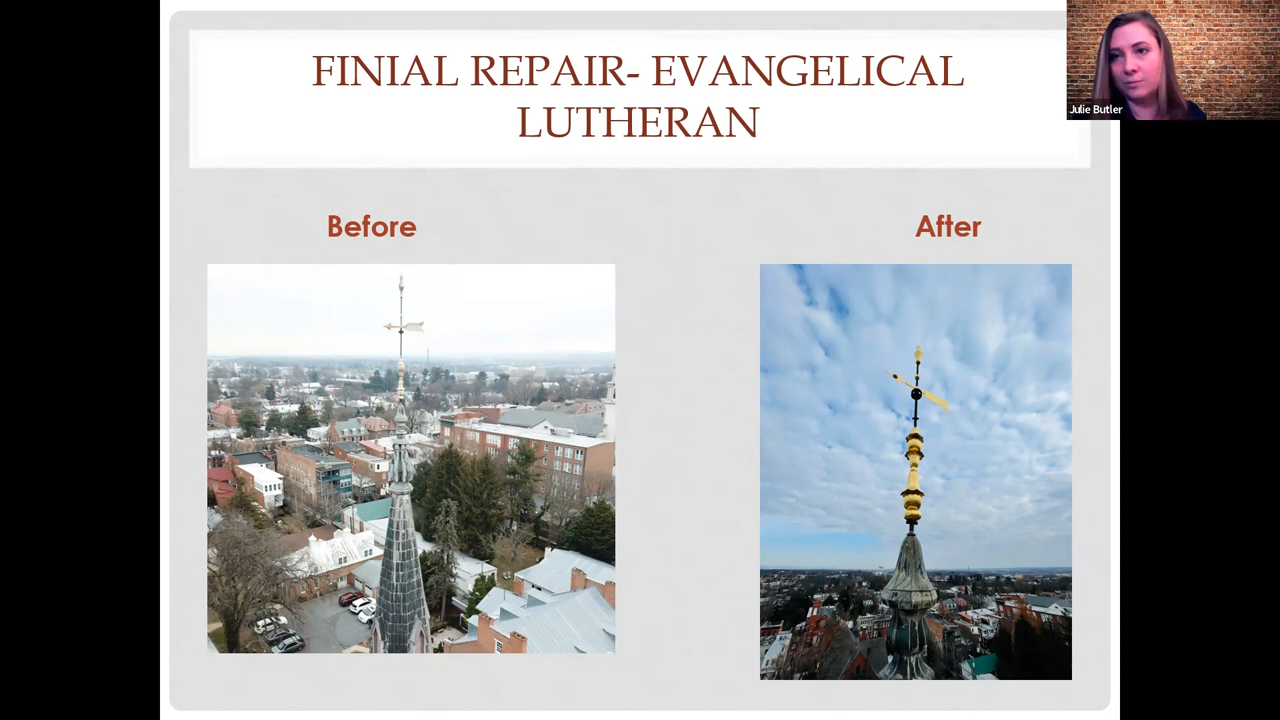 FINIAL REPAIR- EVANGELICAL
LUTHERAN
Julie Butler
Before
After